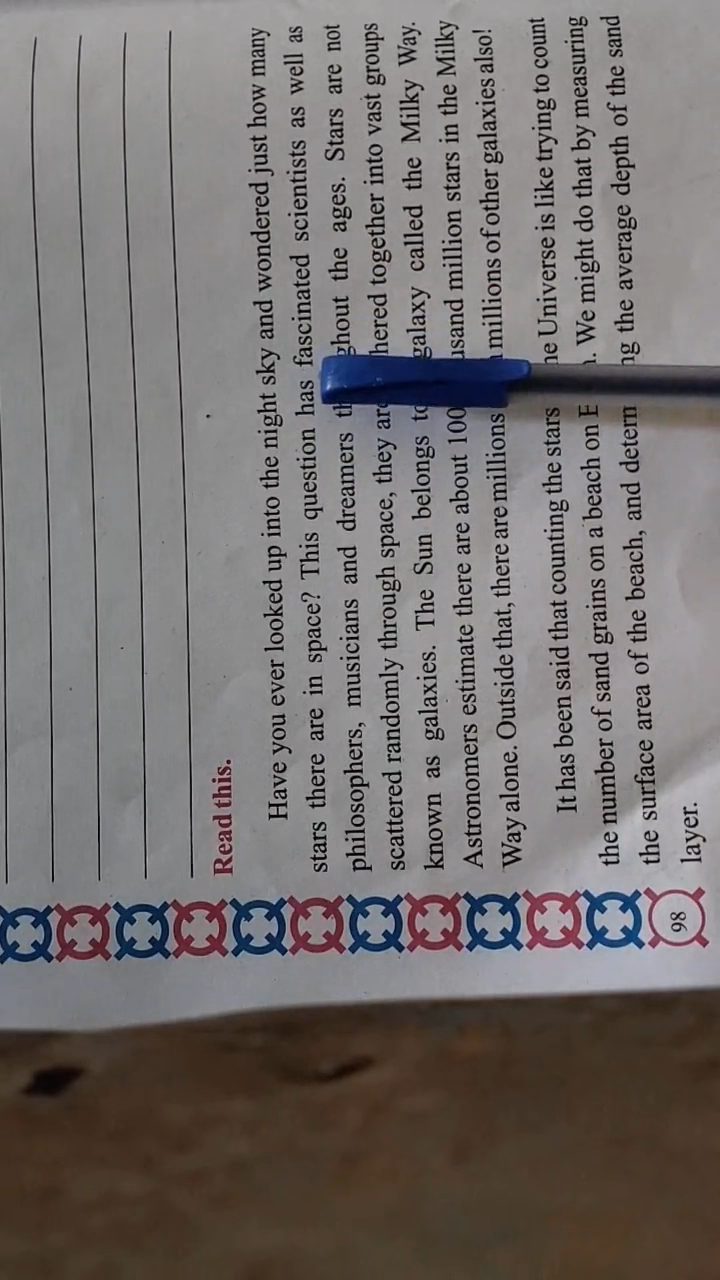 Read this.
Have you ever looked up into the night sky and wondered just how many
stars there are in space? This question has fascinated scientists as well as
philosophers, musicians and dreamers ghout the ages. Stars are not
scattered randomly through space, they are hered together into vast groups
known as galaxies. The Sun belongs to galaxy called the Milky Way.
Astronomers estimate there are about 100 usand million stars in the Milky
Way alone. Outside that, there are millions millions of other galaxies also!
It has been said that counting the stars Universe is like trying to count
the number of sand grains on a beach on . We might do that by measuring
the surface area of the beach, and determ ng the average depth of the sand
layer.
98